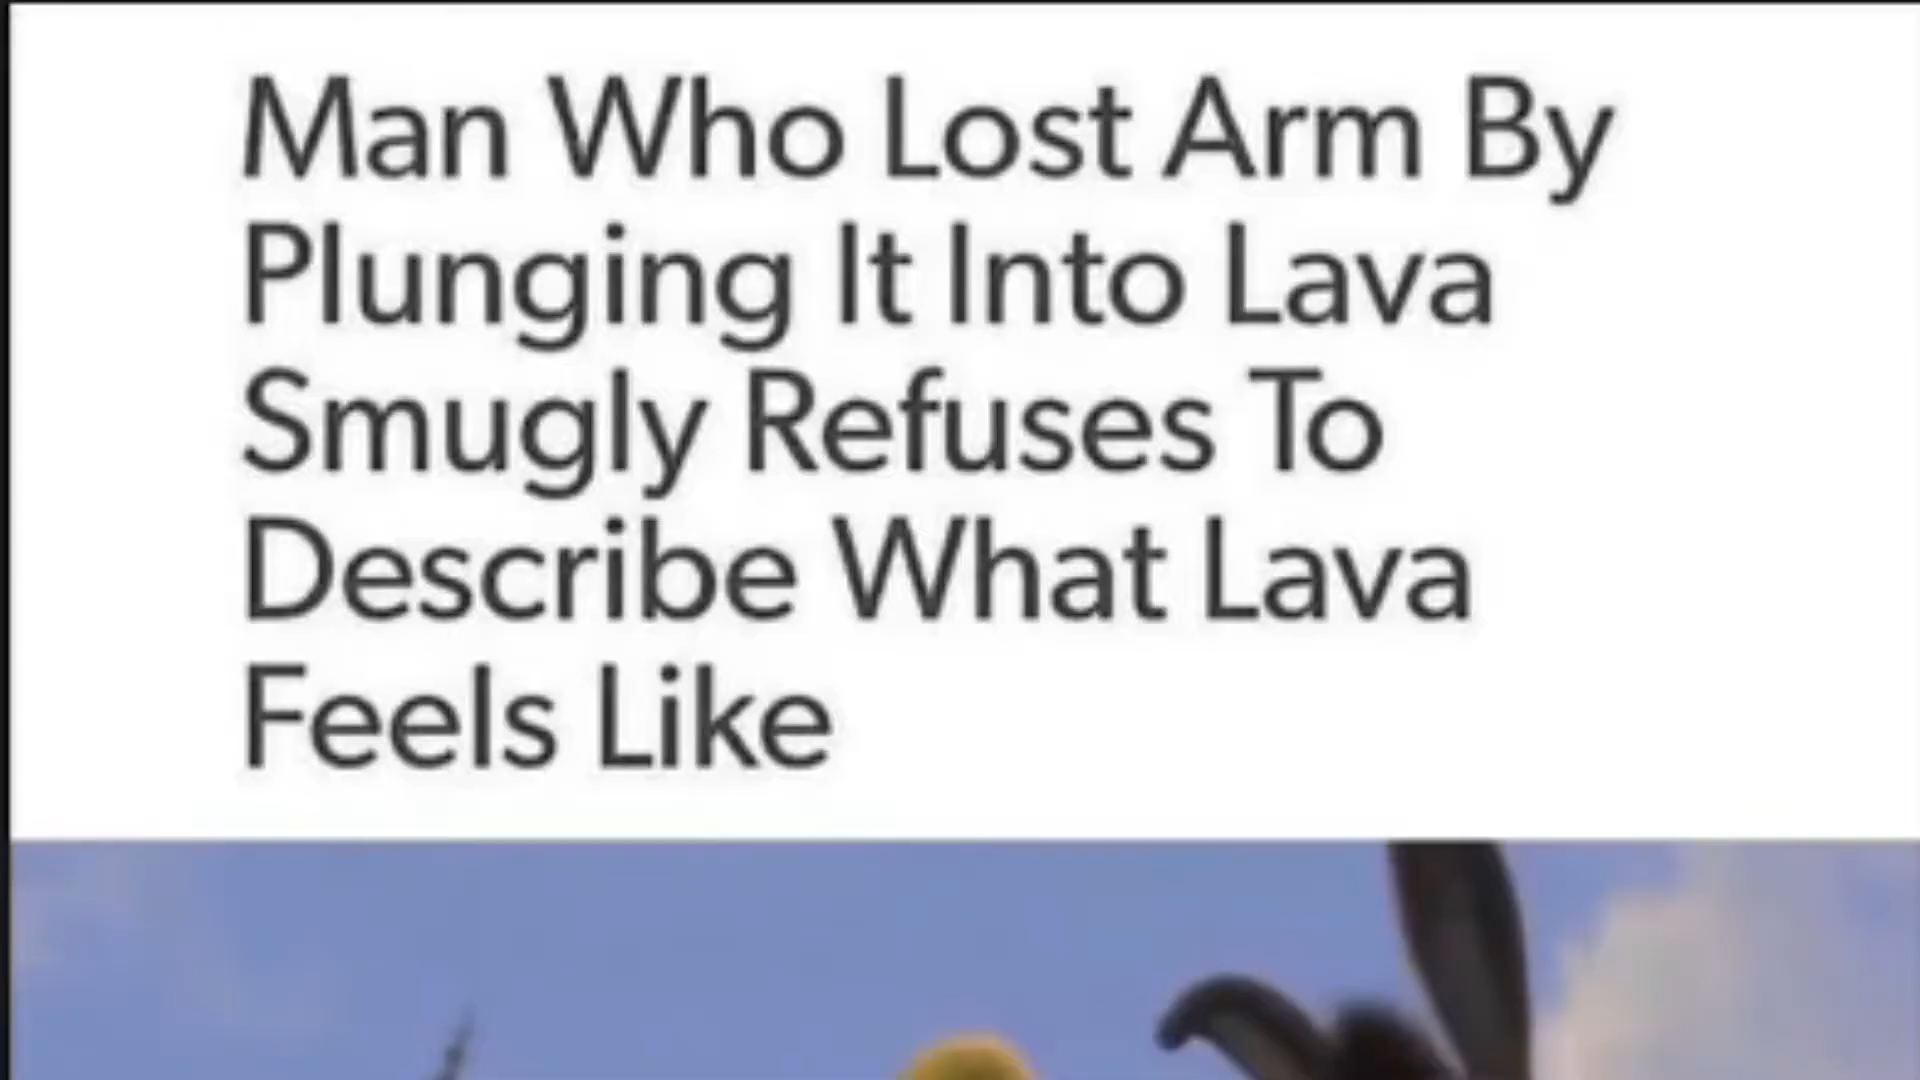 Man Who Lost Arm By
Plunging It Into Lava
Smugly Refuses To
Describe What Lava
Feels Like